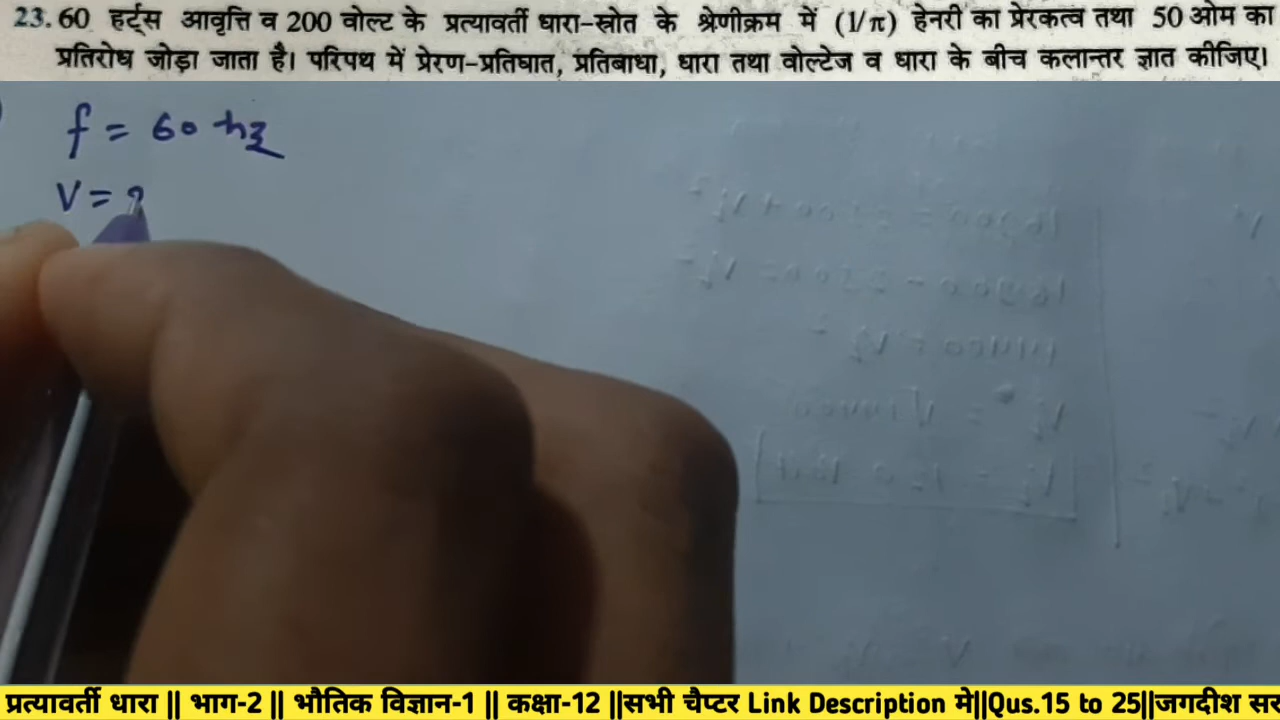 23. 60 हर्ट्स आवृत्ति व 200 वोल्ट के प्रत्यावर्ती धारा-स्रोत के श्रेणीक्रम में (1/π) हेनरी का प्रेरकत्व तथा 50 ओम का
प्रतिरोध जोड़ा जाता है। परिपथ में प्रेरण-प्रतिघात, प्रतिबाधा, धारा तथा वोल्टेज व धारा के बीच कलान्तर ज्ञात कीजिए।
f = 60 hz
V =
प्रत्यावर्ती धारा || भाग-2 || भौतिक विज्ञान-1 || कक्षा-12 ||सभी चैप्टर Link Description मे||Qus.15 to 25||जगदीश